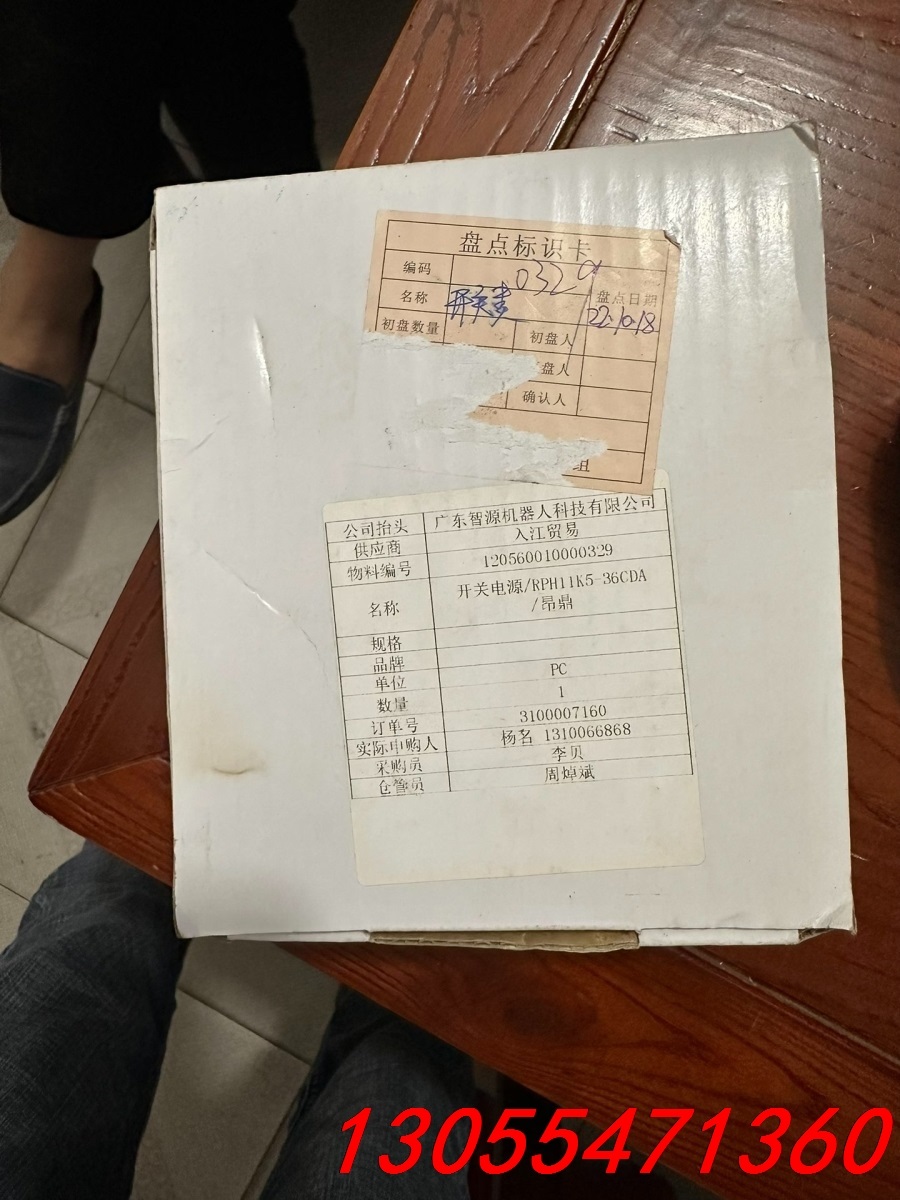 盘点标识卡
编码 0329
名称 开关 盘点日期
初盘数量 初盘人 22.10.18
盘人
确认人
组
公司抬头 广东智源机器人科技有限公司
供应商 入江贸易
物料编号 120560010000329
名称 开关电源/RPH11K5-36CDA
/昂鼎
规格
品牌
单位 PC
数量 1
订单号 3100007160
实际申购人 杨名 1310066868
采购员 李贝
仓管员 周焯斌
13055471360